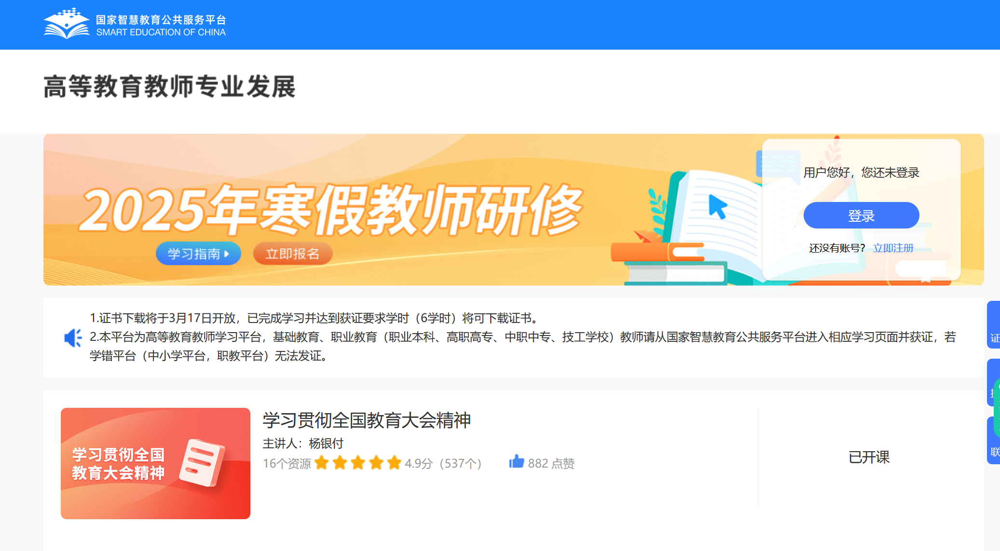 国家智慧教育公共服务平台
SMART EDUCATION OF CHINA
高等教育教师专业发展
2025年寒假教师研修
学习指南
立即报名
用户您好，您还未登录
登录
还没有账号？ 立即注册
1.证书下载将于3月17日开放，已完成学习并达到获证要求学时（6学时）将可下载证书。
2.本平台为高等教育教师学习平台，基础教育、职业教育（职业本科、高职高专、中职中专、技工学校）教师请从国家智慧教育公共服务平台进入相应学习页面并获证，若
学错平台（中小学平台，职教平台）无法发证。
证
联
学习贯彻全国
教育大会精神
学习贯彻全国教育大会精神
主讲人：杨银付
16个资源 4.9分（537个） 882 点赞
已开课